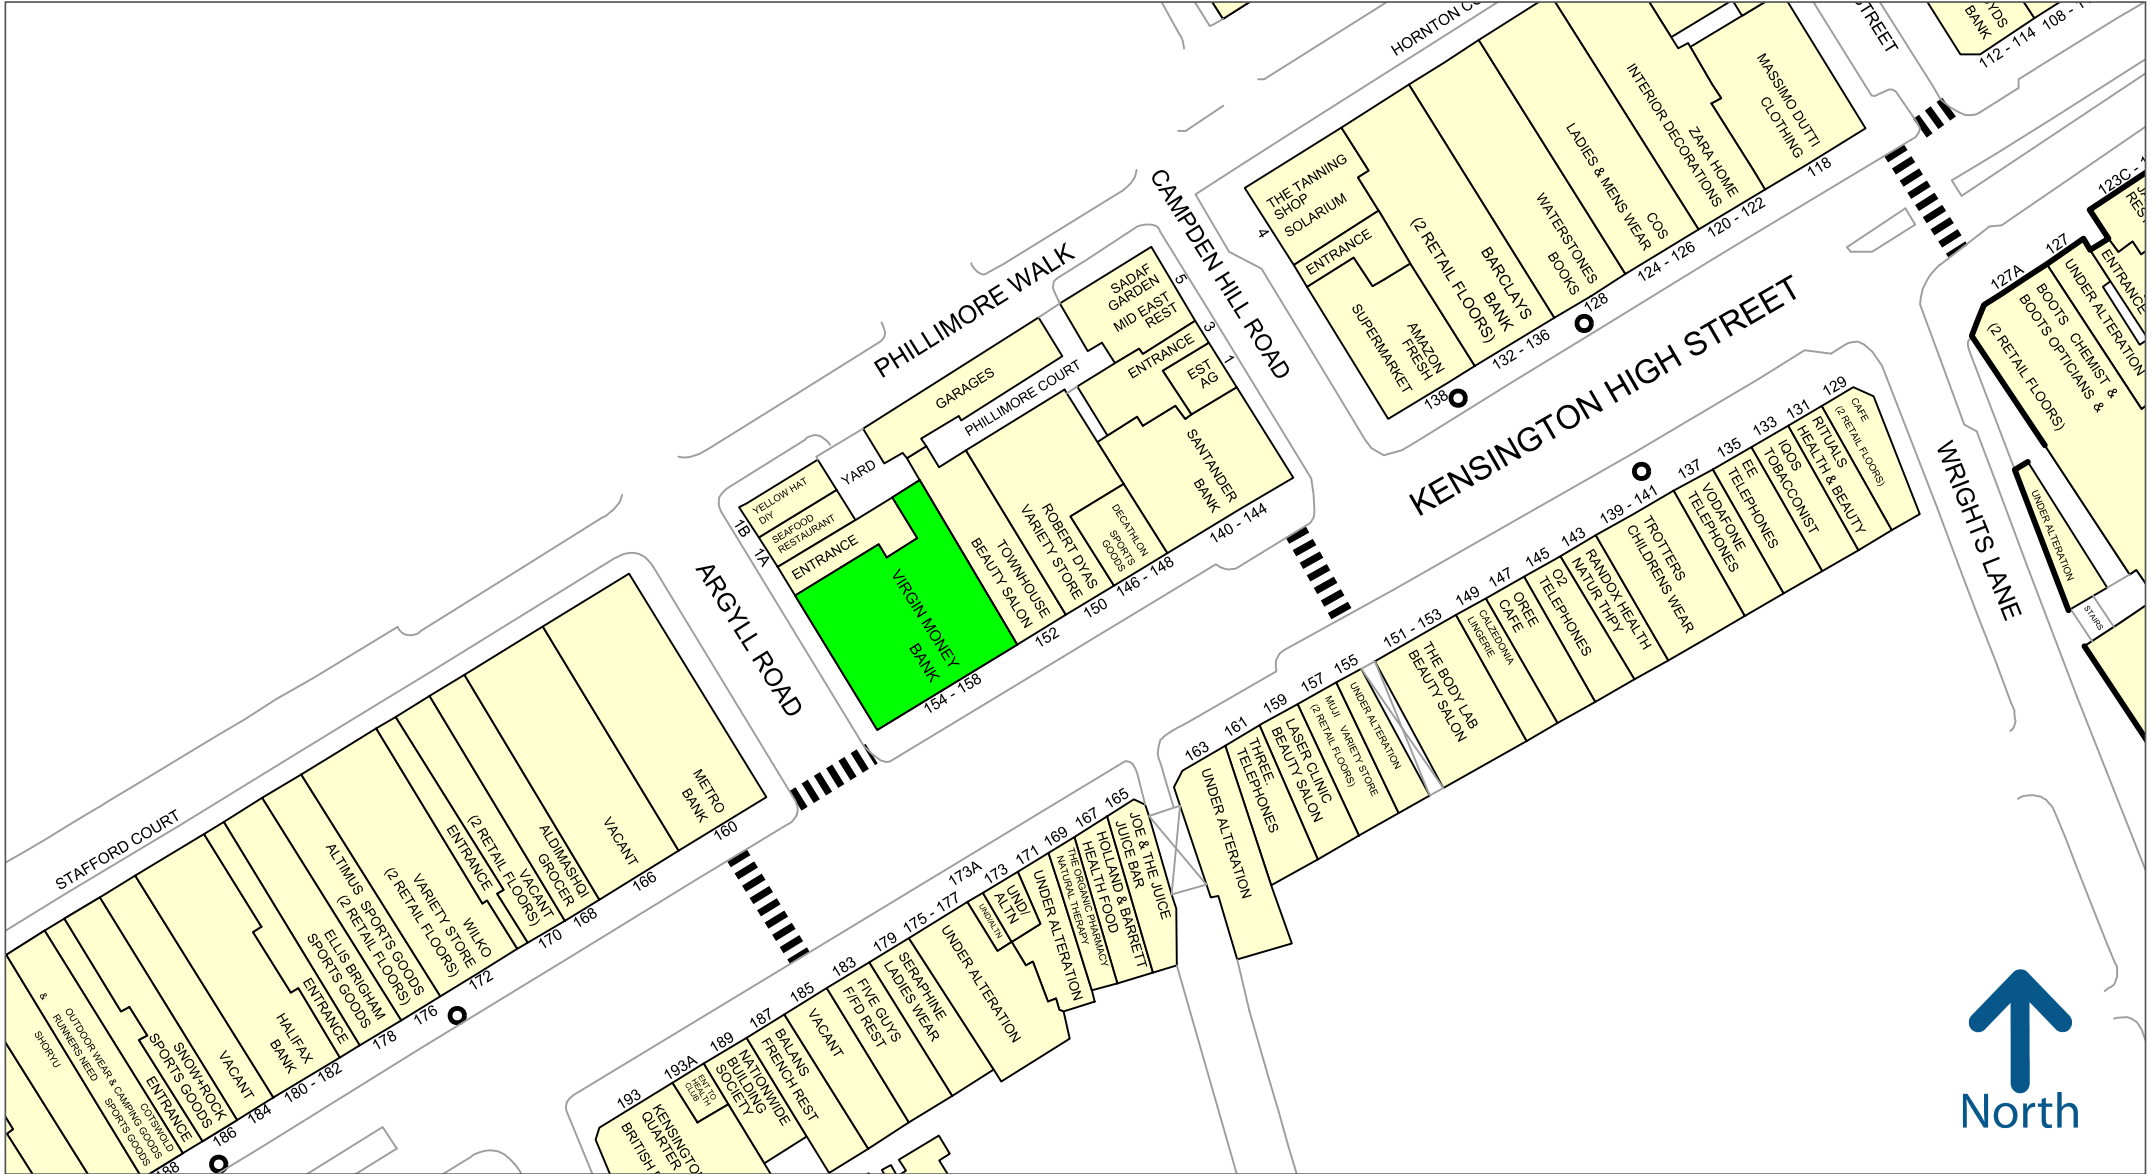 HORNTON CO
STREET
YDS
BANK
112 - 114
108 - 1
THE TANNING
SHOP
SOLARIUM
4
ENTRANCE
AMAZON
FRESH
SUPERMARKET
138
BARCLAYS
BANK
(2 RETAIL FLOORS)
132 - 136
WATERSTONES
BOOKS
128
COS
LADIES & MENS WEAR
124 - 126
ZARA HOME
INTERIOR DECORATIONS
120 - 122
MASSIMO DUTTI
CLOTHING
118
CAMPDEN HILL ROAD
PHILLIMORE WALK
KENSINGTON HIGH STREET
WRIGHTS LANE
ARGYLL ROAD
STAFFORD COURT
SADAF
GARDEN
MID EAST
REST
5
3
1
ENTRANCE
EST
AG
GARAGES
PHILLIMORE COURT
YARD
SANTANDER
BANK
140 - 144
DECATHLON
SPORTS
GOODS
146 - 148
ROBERT DYAS
VARIETY STORE
150
TOWNHOUSE
BEAUTY SALON
152
YELLOW HAT
DIY
1B
SEAFOOD
RESTAURANT
1A
ENTRANCE
VIRGIN MONEY
BANK
154 - 158
METRO
BANK
160
VACANT
166
ALDIMASHQI
GROCER
168
VACANT
(2 RETAIL FLOORS)
170
ENTRANCE
WILKO
VARIETY STORE
(2 RETAIL FLOORS)
172
ALTIMUS SPORTS GOODS
(2 RETAIL FLOORS)
176
ELLIS BRIGHAM
SPORTS GOODS
178
ENTRANCE
HALIFAX
BANK
180 - 182
VACANT
184
SNOW+ROCK
SPORTS GOODS
186
ENTRANCE
COTSWOLD
OUTDOOR WEAR & CAMPING GOODS
&
RUNNERS NEED
SPORTS GOODS
SHORYU
88
123C - 1
127
127A
ENTRANCE
UNDER ALTERATION
BOOTS CHEMIST &
BOOTS OPTICIANS &
(2 RETAIL FLOORS)
UNDER ALTERATION
STAIRS
129
CAFE
(2 RETAIL FLOORS)
131
RITUALS
HEALTH & BEAUTY
133
IQOS
TOBACCONIST
135
EE
TELEPHONES
137
VODAFONE
TELEPHONES
139 - 141
TROTTERS
CHILDRENS WEAR
143
RANDOX HEALTH
NATUR THPY
145
O2
TELEPHONES
147
OREE
CAFE
149
CALZEDONIA
LINGERIE
151 - 153
THE BODY LAB
BEAUTY SALON
155
UNDER ALTERATION
157
MUJI VARIETY STORE
(2 RETAIL FLOORS)
159
LASER CLINIC
BEAUTY SALON
161
THREE.
TELEPHONES
163
UNDER ALTERATION
165
JOE & THE JUICE
JUICE BAR
167
HOLLAND & BARRETT
HEALTH FOOD
169
THE ORGANIC PHARMACY
NATURAL THERAPY
171
UNDER ALTERATION
173
UND/
ALTN
173A
UND/ALTN
175 - 177
UNDER ALTERATION
179
SERAPHINE
LADIES WEAR
183
FIVE GUYS
F/FD REST
185
VACANT
187
BALANS
FRENCH REST
189
NATIONWIDE
BUILDING
SOCIETY
193A
ENT TO
HEALTH
CLUB
193
KENSINGTO
QUARTER
BRITISH
North